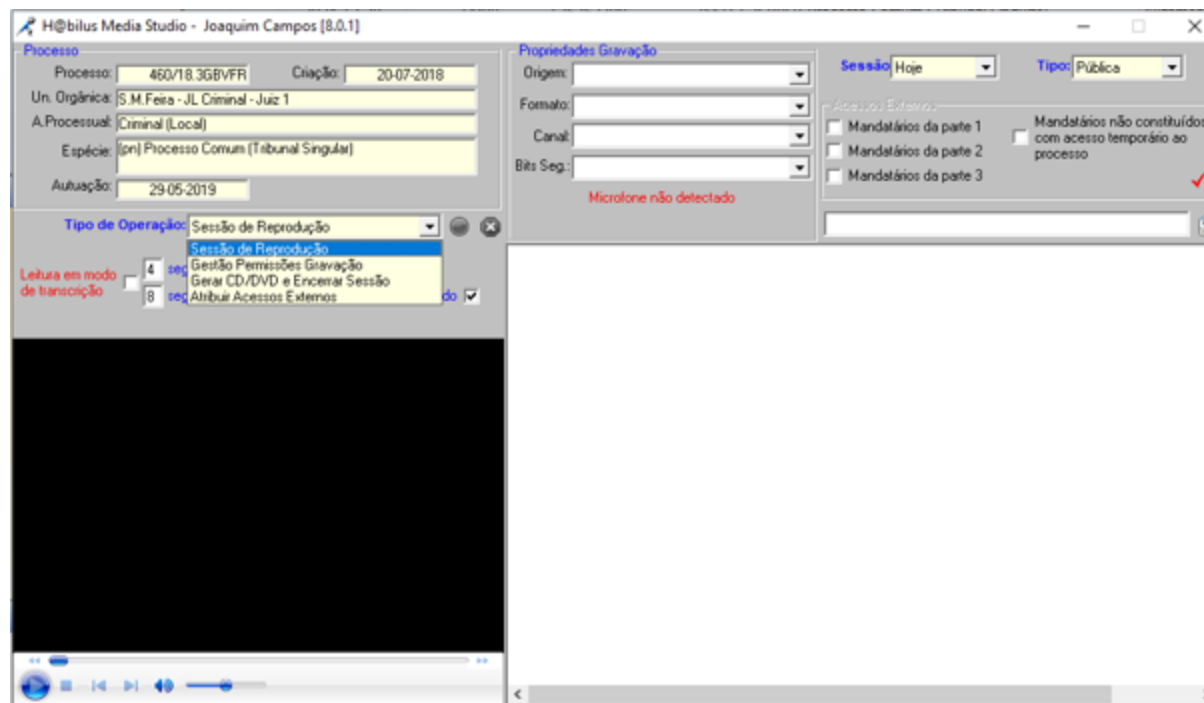 H@bilus Media Studio - Joaquim Campos [8.0.1]
Processo
Processo: 460/18.3GBVFR Criação: 20-07-2018
Un. Orgânica: S.M.Feira - JL Criminal - Juiz 1
A.Processual: Criminal (Local)
Espécie: (pn) Processo Comum (Tribunal Singular)
Autuação: 29-05-2019
Tipo de Operação: Sessão de Reprodução
Sessão de Reprodução
Gestão Permissões Gravação
Gerar CD/DVD e Encerrar Sessão
Atribuir Acessos Externos
Leitura em modo
de transcrição
4 seg
8 seg
do
Propriedades Gravação
Origem:
Formato:
Canal:
Bits Seg.:
Microfone não detectado
Sessão Hoje Tipo: Pública
Acessos Externos
Mandatários da parte 1
Mandatários da parte 2
Mandatários da parte 3
Mandatários não constituídos
com acesso temporário ao
processo